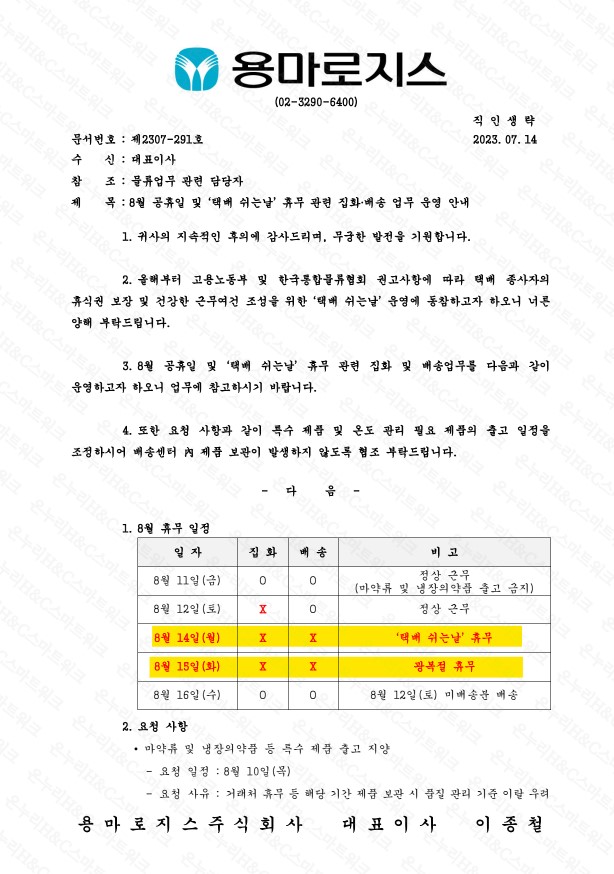 용마로지스
(02-3290-6400)
직 인 생 략
문서번호 : 제2307-291호 2023. 07. 14
수 신 : 대표이사
참 조 : 물류업무 관련 담당자
제 목 : 8월 공휴일 및 ‘택배 쉬는날’ 휴무 관련 집화·배송 업무 운영 안내
1. 귀사의 지속적인 후의에 감사드리며, 무궁한 발전을 기원합니다.
2. 올해부터 고용노동부 및 한국통합물류협회 권고사항에 따라 택배 종사자의
휴식권 보장 및 건강한 근무여건 조성을 위한 ‘택배 쉬는날’ 운영에 동참하고자 하오니 너른
양해 부탁드립니다.
3. 8월 공휴일 및 ‘택배 쉬는날’ 휴무 관련 집화 및 배송업무를 다음과 같이
운영하고자 하오니 업무에 참고하시기 바랍니다.
4. 또한 요청 사항과 같이 특수 제품 및 온도 관리 필요 제품의 출고 일정을
조정하시어 배송센터 內 제품 보관이 발생하지 않도록 협조 부탁드립니다.
- 다 음 -
1. 8월 휴무 일정
일 자 집 화 배 송 비 고
8월 11일(금) O O 정상 근무
(마약류 및 냉장의약품 출고 금지)
8월 12일(토) X O 정상 근무
8월 14일(월) X X ‘택배 쉬는날’ 휴무
8월 15일(화) X X 광복절 휴무
8월 16일(수) O O 8월 12일(토) 미배송분 배송
2. 요청 사항
• 마약류 및 냉장의약품 등 특수 제품 출고 지양
- 요청 일정 : 8월 10일(목)
- 요청 사유 : 거래처 휴무 등 해당 기간 제품 보관 시 품질 관리 기준 이탈 우려
용마로지스주식회사 대표이사 이종철
온누리H&C스마트워크